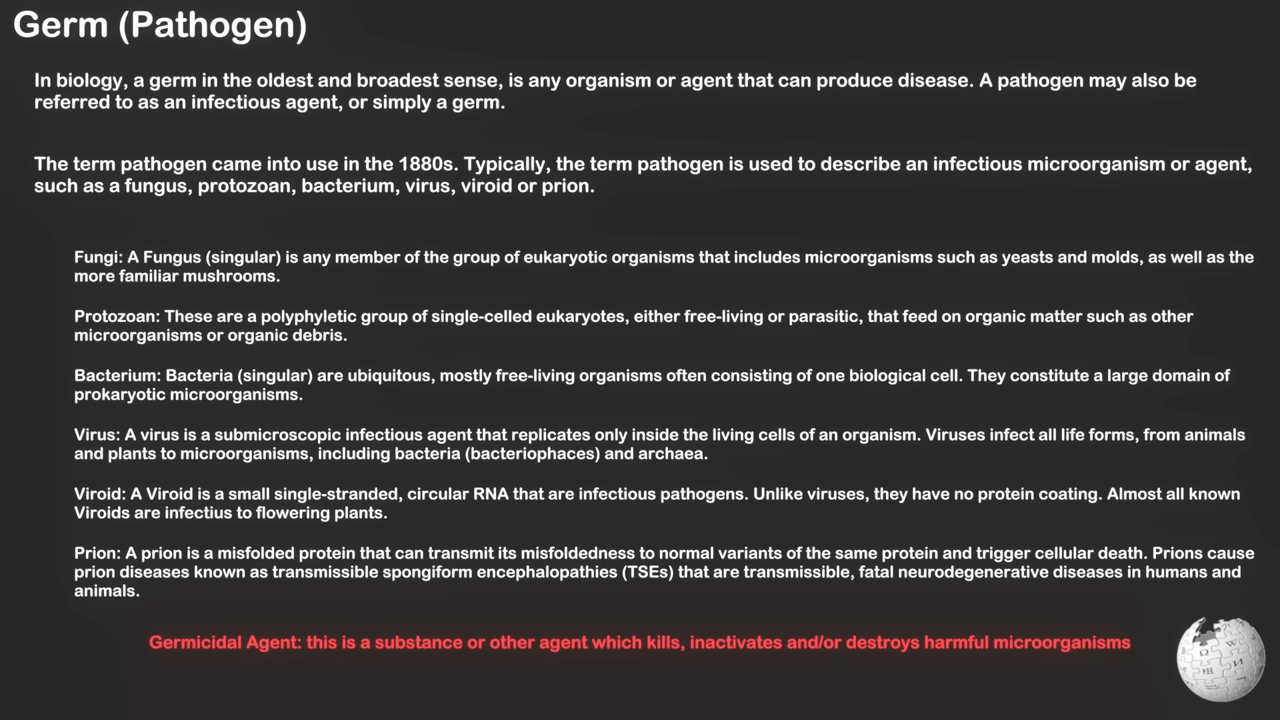 Germ (Pathogen)
In biology, a germ in the oldest and broadest sense, is any organism or agent that can produce disease. A pathogen may also be
referred to as an infectious agent, or simply a germ.
The term pathogen came into use in the 1880s. Typically, the term pathogen is used to describe an infectious microorganism or agent,
such as a fungus, protozoan, bacterium, virus, viroid or prion.
Fungi: A Fungus (singular) is any member of the group of eukaryotic organisms that includes microorganisms such as yeasts and molds, as well as the
more familiar mushrooms.
Protozoan: These are a polyphyletic group of single-celled eukaryotes, either free-living or parasitic, that feed on organic matter such as other
microorganisms or organic debris.
Bacterium: Bacteria (singular) are ubiquitous, mostly free-living organisms often consisting of one biological cell. They constitute a large domain of
prokaryotic microorganisms.
Virus: A virus is a submicroscopic infectious agent that replicates only inside the living cells of an organism. Viruses infect all life forms, from animals
and plants to microorganisms, including bacteria (bacteriophaces) and archaea.
Viroid: A Viroid is a small single-stranded, circular RNA that are infectious pathogens. Unlike viruses, they have no protein coating. Almost all known
Viroids are infectius to flowering plants.
Prion: A prion is a misfolded protein that can transmit its misfoldedness to normal variants of the same protein and trigger cellular death. Prions cause
prion diseases known as transmissible spongiform encephalopathies (TSEs) that are transmissible, fatal neurodegenerative diseases in humans and
animals.
Germicidal Agent: this is a substance or other agent which kills, inactivates and/or destroys harmful microorganisms